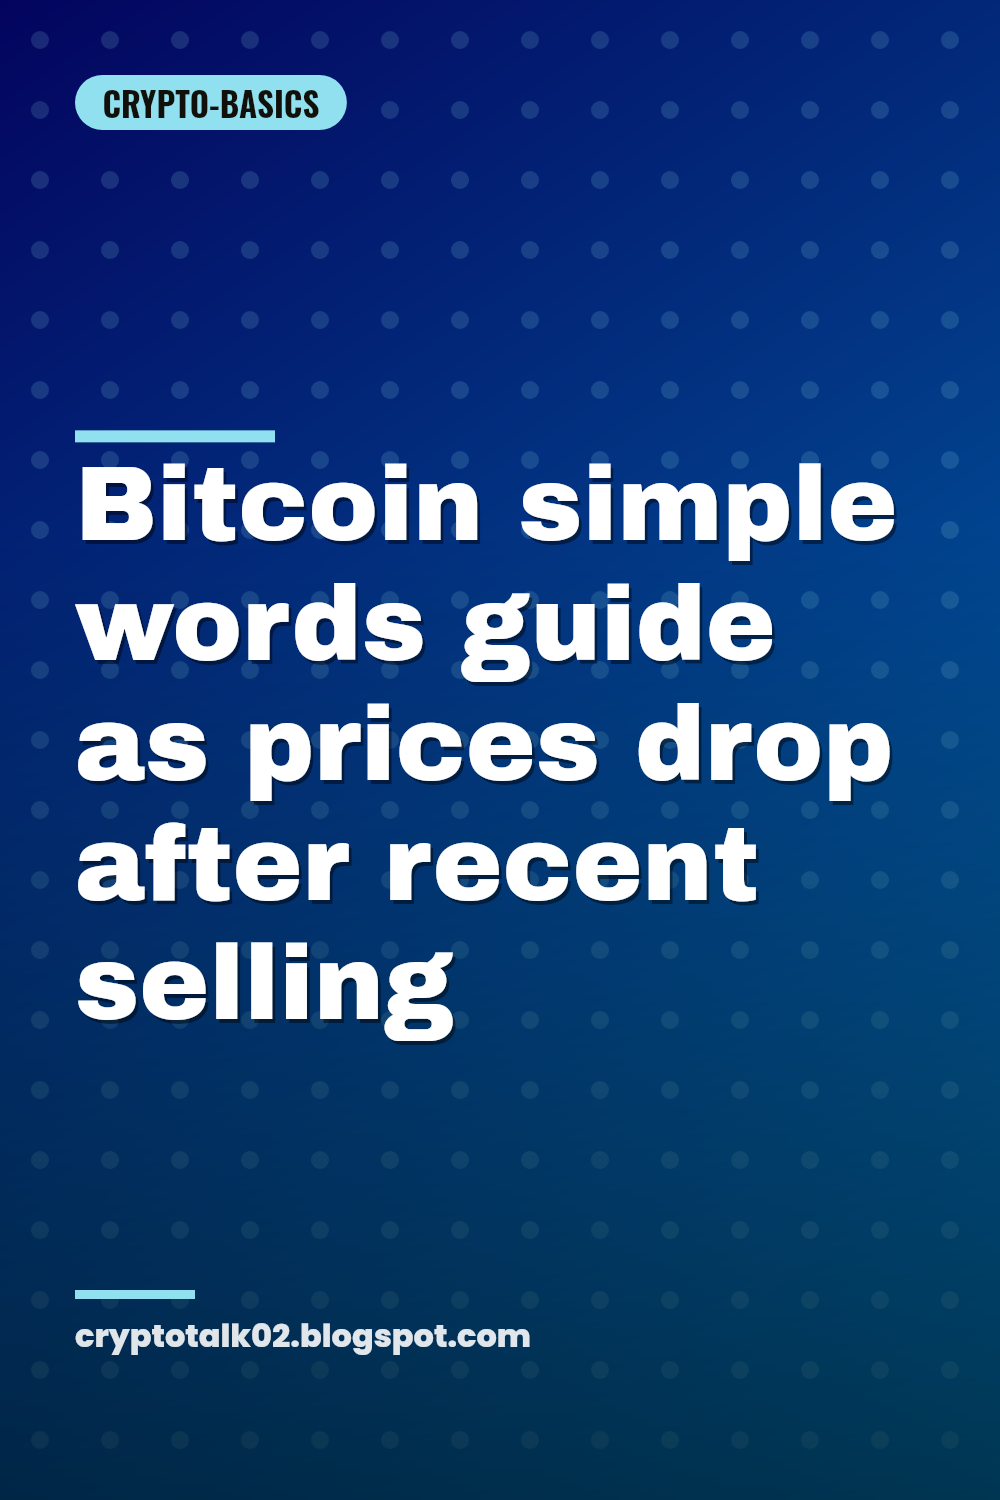 CRYPTO-BASICS
Bitcoin simple
words guide
as prices drop
after recent
selling
cryptotalk02.blogspot.com